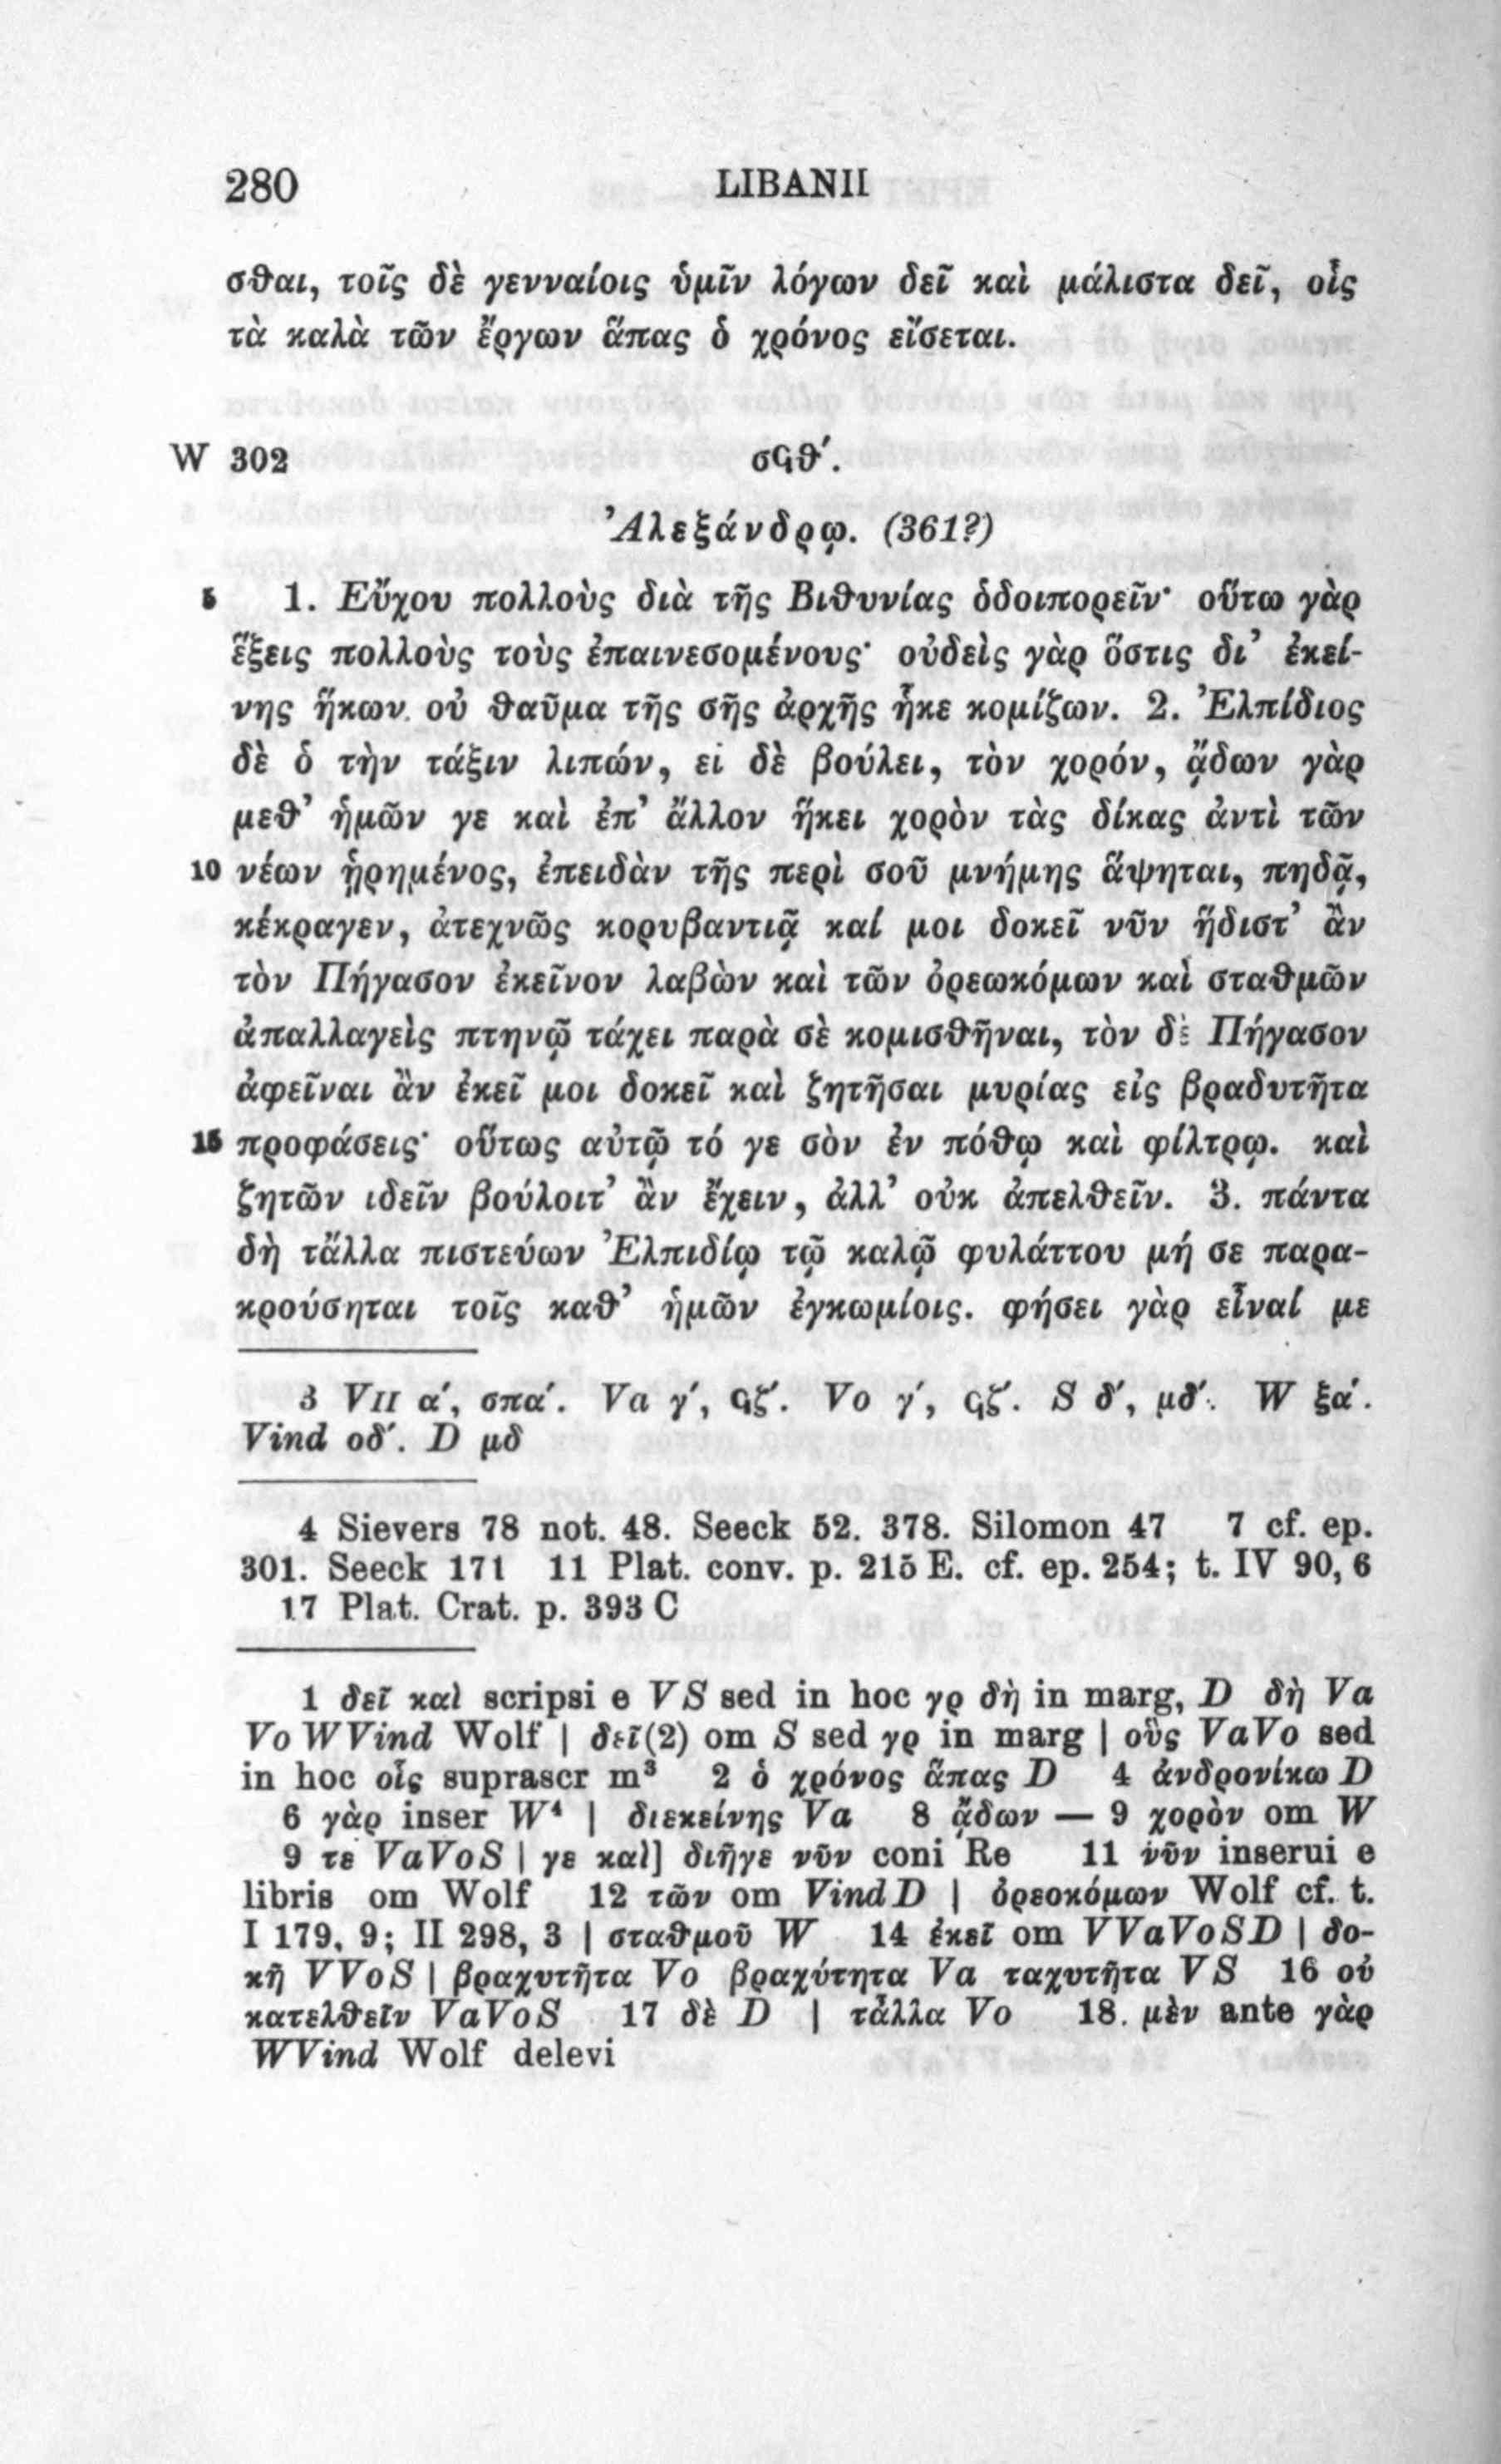 280 LIBANII
σθαι, τοῖς δὲ γενναίοις ὑμῖν λόγων δεῖ καὶ μάλιστα δεῖ, οἷς
τὰ καλὰ τῶν ἔργων ἅπας ὁ χρόνος εἴσεται.
W 302 σϟθ′.
Ἀλεξάνδρῳ. (361?)
5 1. Εὔχου πολλοὺς διὰ τῆς Βιθυνίας ὁδοιπορεῖν· οὕτω γὰρ
ἕξεις πολλοὺς τοὺς ἐπαινεσομένους· οὐδεὶς γὰρ ὅστις δι’ ἐκεί-
νης ἥκων οὐ θαῦμα τῆς σῆς ἀρχῆς ἧκε κομίζων. 2. Ἐλπίδιος
δὲ ὁ τὴν τάξιν λιπών, εἰ δὲ βούλει, τὸν χορόν, ᾄδων γὰρ
μεθ’ ἡμῶν γε καὶ ἐπ’ ἄλλον ἥκει χορὸν τὰς δίκας ἀντὶ τῶν
10 νέων ᾑρημένος, ἐπειδὰν τῆς περὶ σοῦ μνήμης ἅψηται, πηδᾷ,
κέκραγεν, ἀτεχνῶς κορυβαντιᾷ καί μοι δοκεῖ νῦν ἥδιστ’ ἂν
τὸν Πήγασον ἐκεῖνον λαβὼν καὶ τῶν ὀρεωκόμων καὶ σταθμῶν
ἀπαλλαγεὶς πτηνῷ τάχει παρὰ σὲ κομισθῆναι, τὸν δὲ Πήγασον
ἀφεῖναι ἂν ἐκεῖ μοι δοκεῖ καὶ ζητῆσαι μυρίας εἰς βραδυτῆτα
15 προφάσεις· οὕτως αὐτῷ τό γε σὸν ἐν πόθῳ καὶ φίλτρῳ. καὶ
ζητῶν ἰδεῖν βούλοιτ’ ἂν ἔχειν, ἀλλ’ οὐκ ἀπελθεῖν. 3. πάντα
δὴ τἄλλα πιστεύων Ἐλπιδίῳ τῷ καλῷ φυλάττου μή σε παρα-
κρούσηται τοῖς καθ’ ἡμῶν ἐγκωμίοις. φήσει γὰρ εἶναί με
3 VII α′, σπα′. Va γ′, ϟζ′. Vo γ′, ϟζ′. S δ′, μδ′. W ξα′.
Vind οδ′. D μδ
4 Sievers 78 not. 48. Seeck 52. 378. Silomon 47 7 cf. ep.
301. Seeck 171 11 Plat. conv. p. 215 E. cf. ep. 254; t. IV 90, 6
17 Plat. Crat. p. 393 C
1 δεῖ καὶ scripsi e VS sed in hoc γρ δὴ in marg, D δὴ Va
Vo W Vind Wolf | δεῖ(2) om S sed γρ in marg | οὓς VaVo sed
in hoc οἷς suprascr m³ 2 ὁ χρόνος ἅπας D 4 ἀνδρονίκω D
6 γὰρ inser W⁴ | διεκείνης Va 8 ᾄδων — 9 χορὸν om W
9 τε VaVoS | γε καὶ] διῆγε νῦν coni Re 11 νῦν inserui e
libris om Wolf 12 τῶν om Vind D | ὀρεοκόμων Wolf cf. t.
I 179, 9; II 298, 3 | σταθμοῦ W 14 ἐκεῖ om VVaVoSD | δο-
κῆ VVoS | βραχυτῆτα Vo βραχύτητα Va ταχυτῆτα VS 16 οὐ
κατελθεῖν VaVoS 17 δὲ D | τἆλλα Vo 18. μὲν ante γὰρ
WVind Wolf delevi